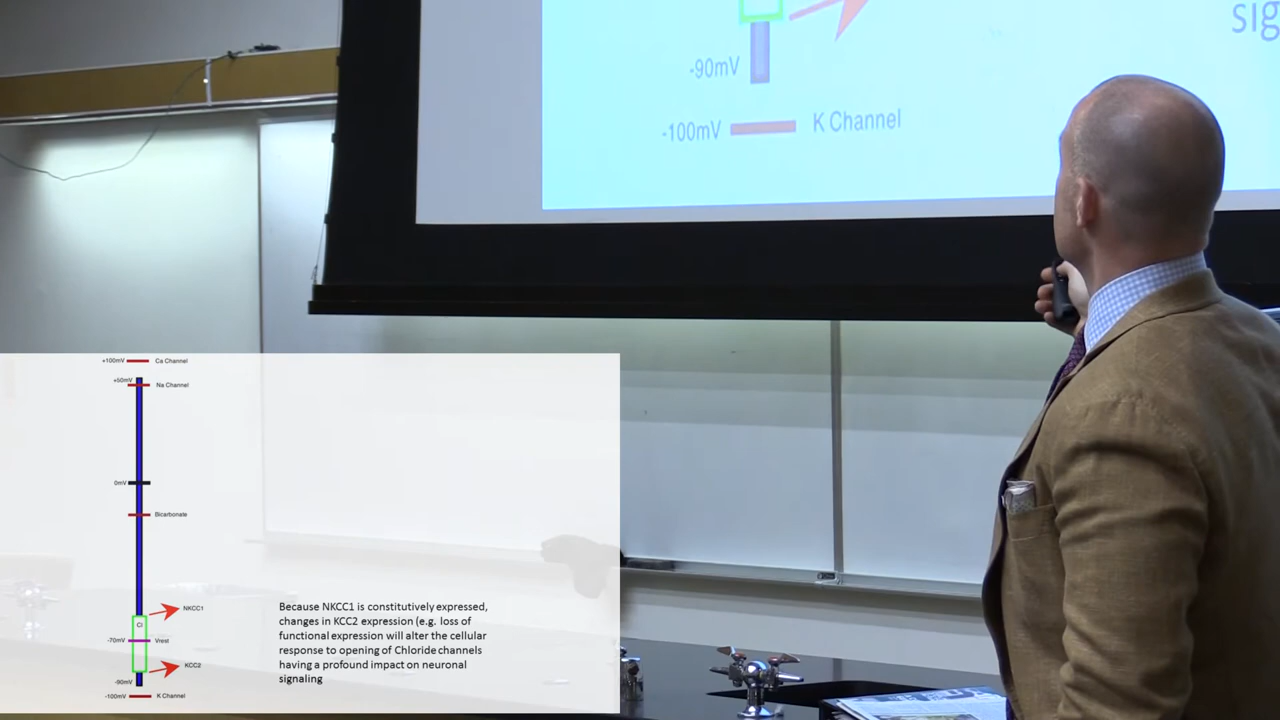 sig
-90mV
-100mV
K Channel
+100mV
Ca Channel
+50mV
Na Channel
0mV
Bicarbonate
NKCC1
Cl
-70mV
Vrest
KCC2
-90mV
-100mV
K Channel
Because NKCC1 is constitutively expressed,
changes in KCC2 expression (e.g. loss of
functional expression will alter the cellular
response to opening of Chloride channels
having a profound impact on neuronal
signaling